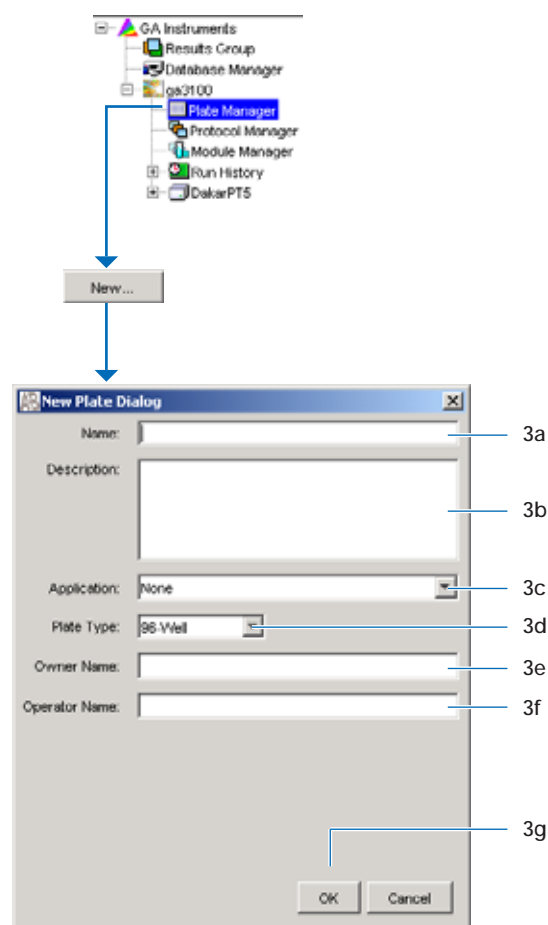 GA Instruments
Results Group
Database Manager
ga3100
Plate Manager
Protocol Manager
Module Manager
Run History
DakarPT5
New...
New Plate Dialog
Name: 3a
Description: 3b
Application: None 3c
Plate Type: 96-Well 3d
Owner Name: 3e
Operator Name: 3f
3g
OK Cancel